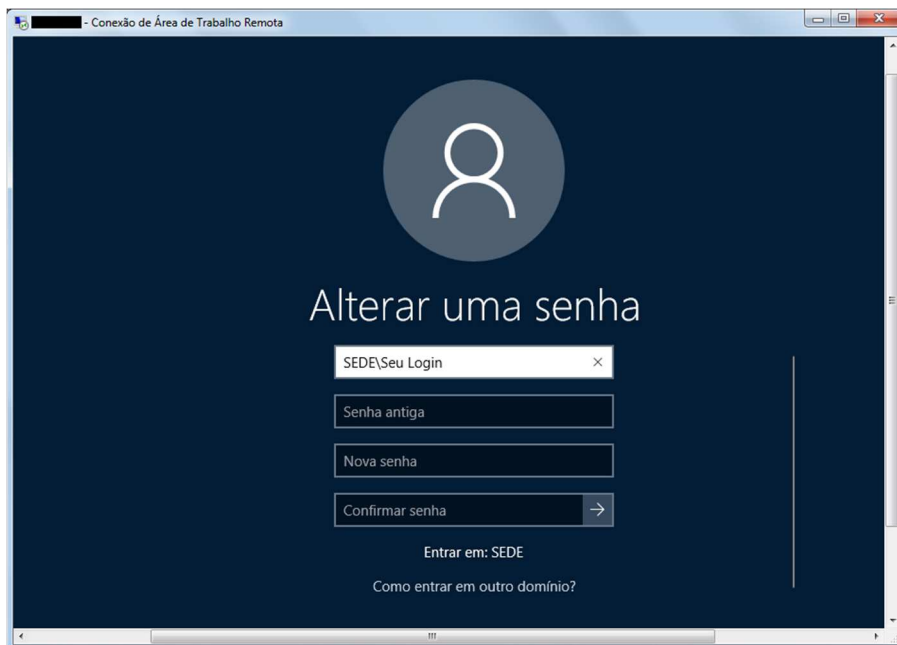 - Conexão de Área de Trabalho Remota
Alterar uma senha
SEDE\Seu Login
Senha antiga
Nova senha
Confirmar senha
Entrar em: SEDE
Como entrar em outro domínio?